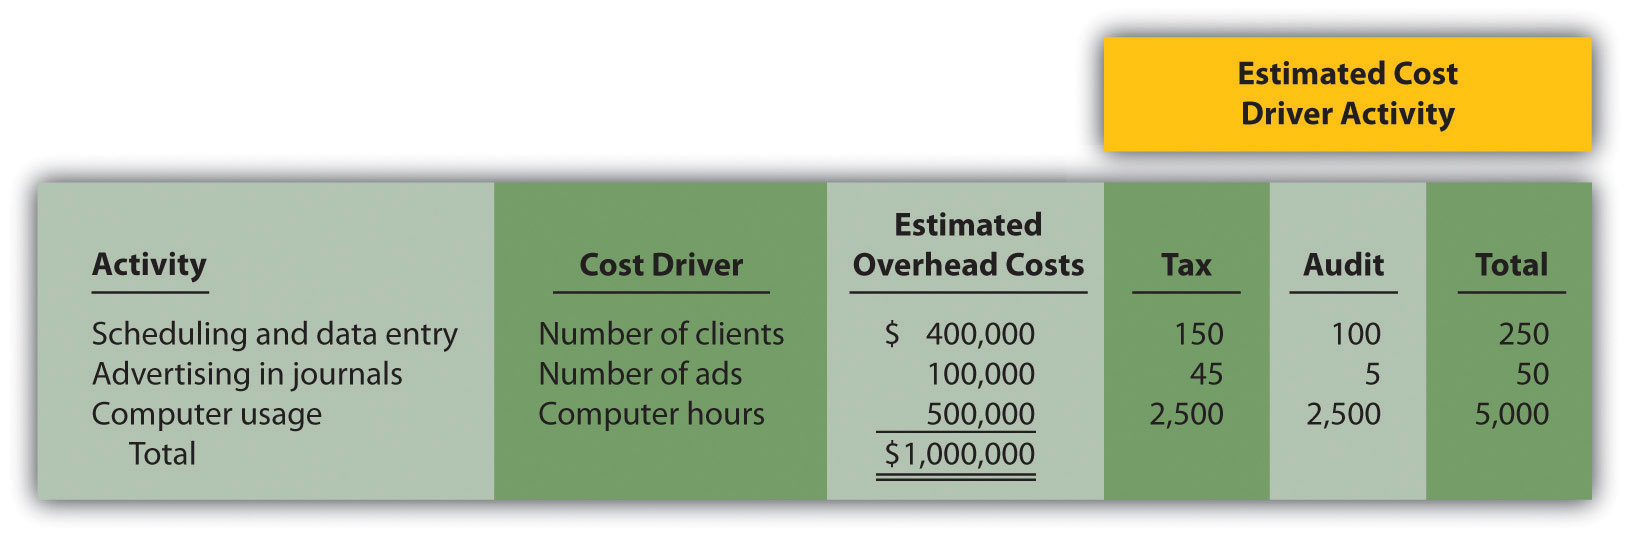 Estimated Cost
Driver Activity
Estimated
Activity Cost Driver Overhead Costs Tax Audit Total
Scheduling and data entry Number of clients $ 400,000 150 100 250
Advertising in journals Number of ads 100,000 45 5 50
Computer usage Computer hours 500,000 2,500 2,500 5,000
Total $1,000,000